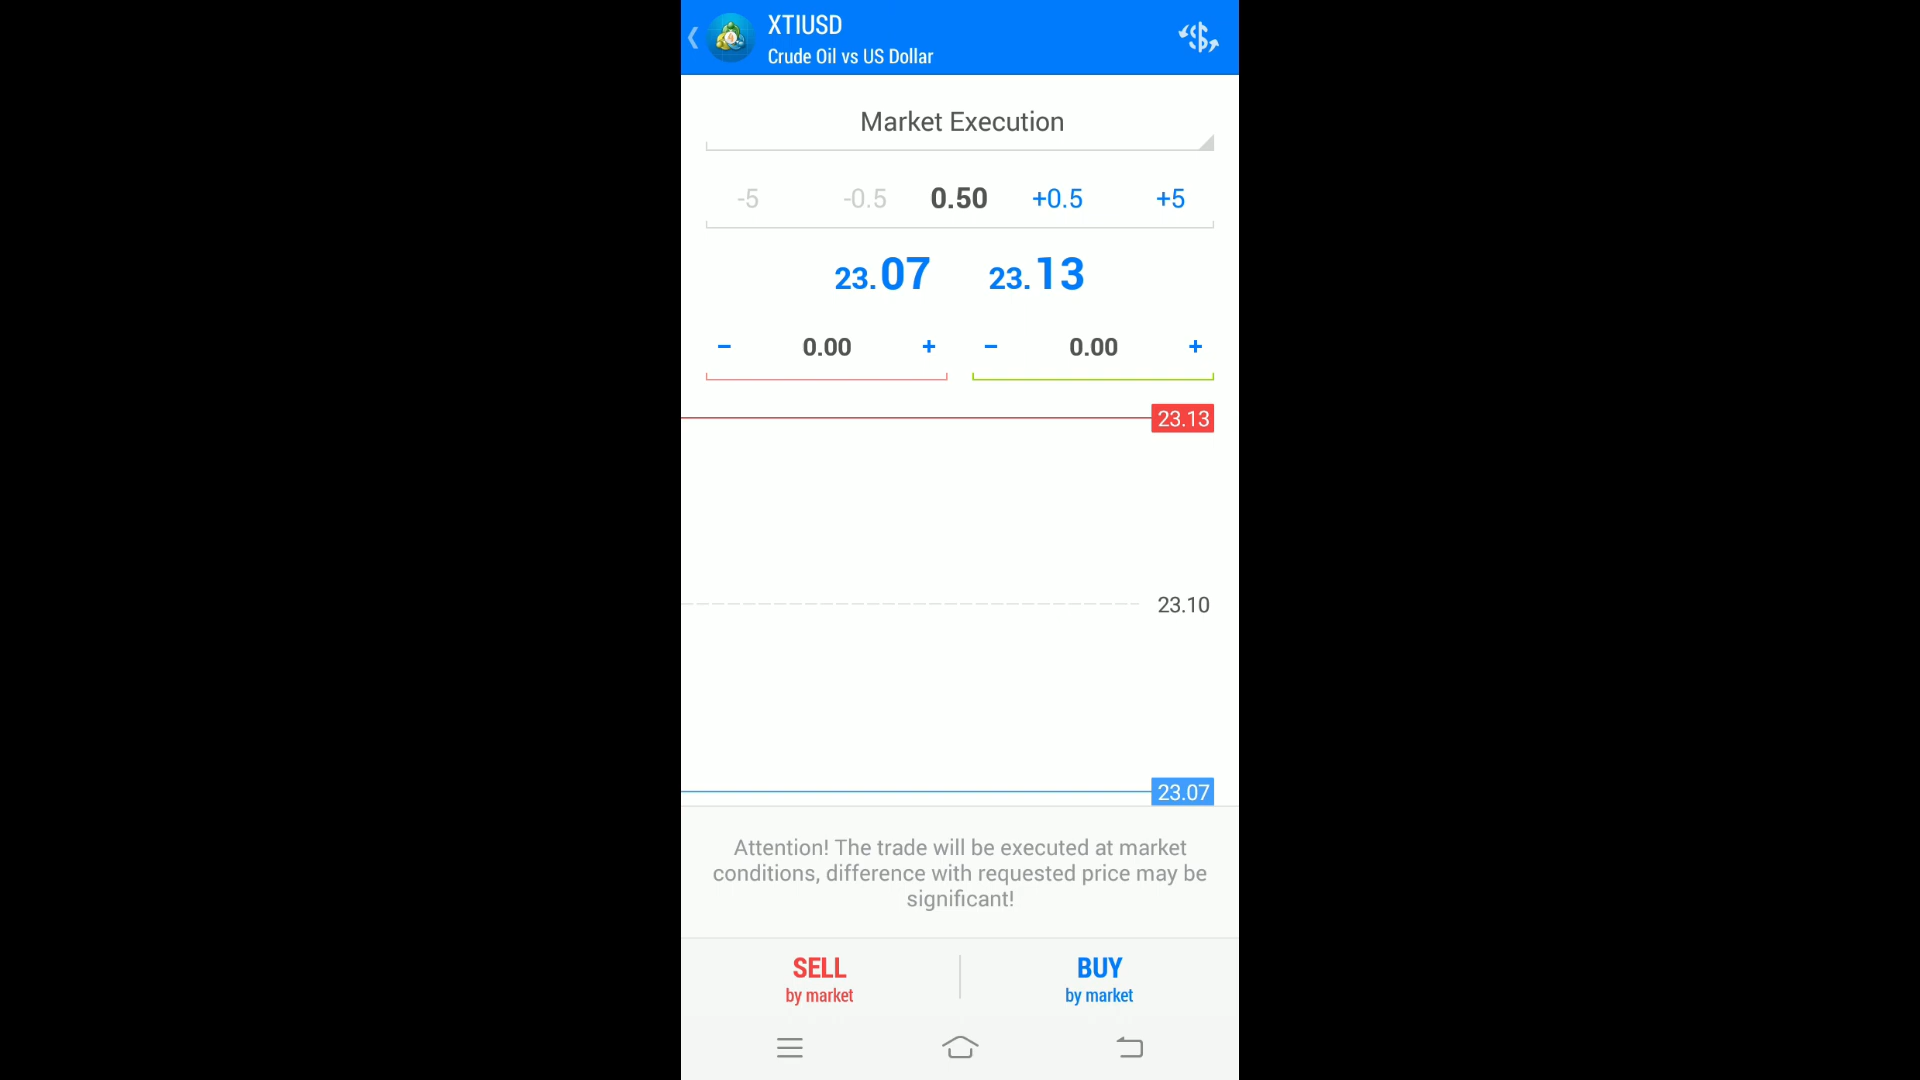 XTIUSD
Crude Oil vs US Dollar
Market Execution
-5 -0.5 0.50 +0.5 +5
23.07 23.13
− 0.00 + − 0.00 +
23.13
23.10
23.07
Attention! The trade will be executed at market
conditions, difference with requested price may be
significant!
SELL BUY
by market by market